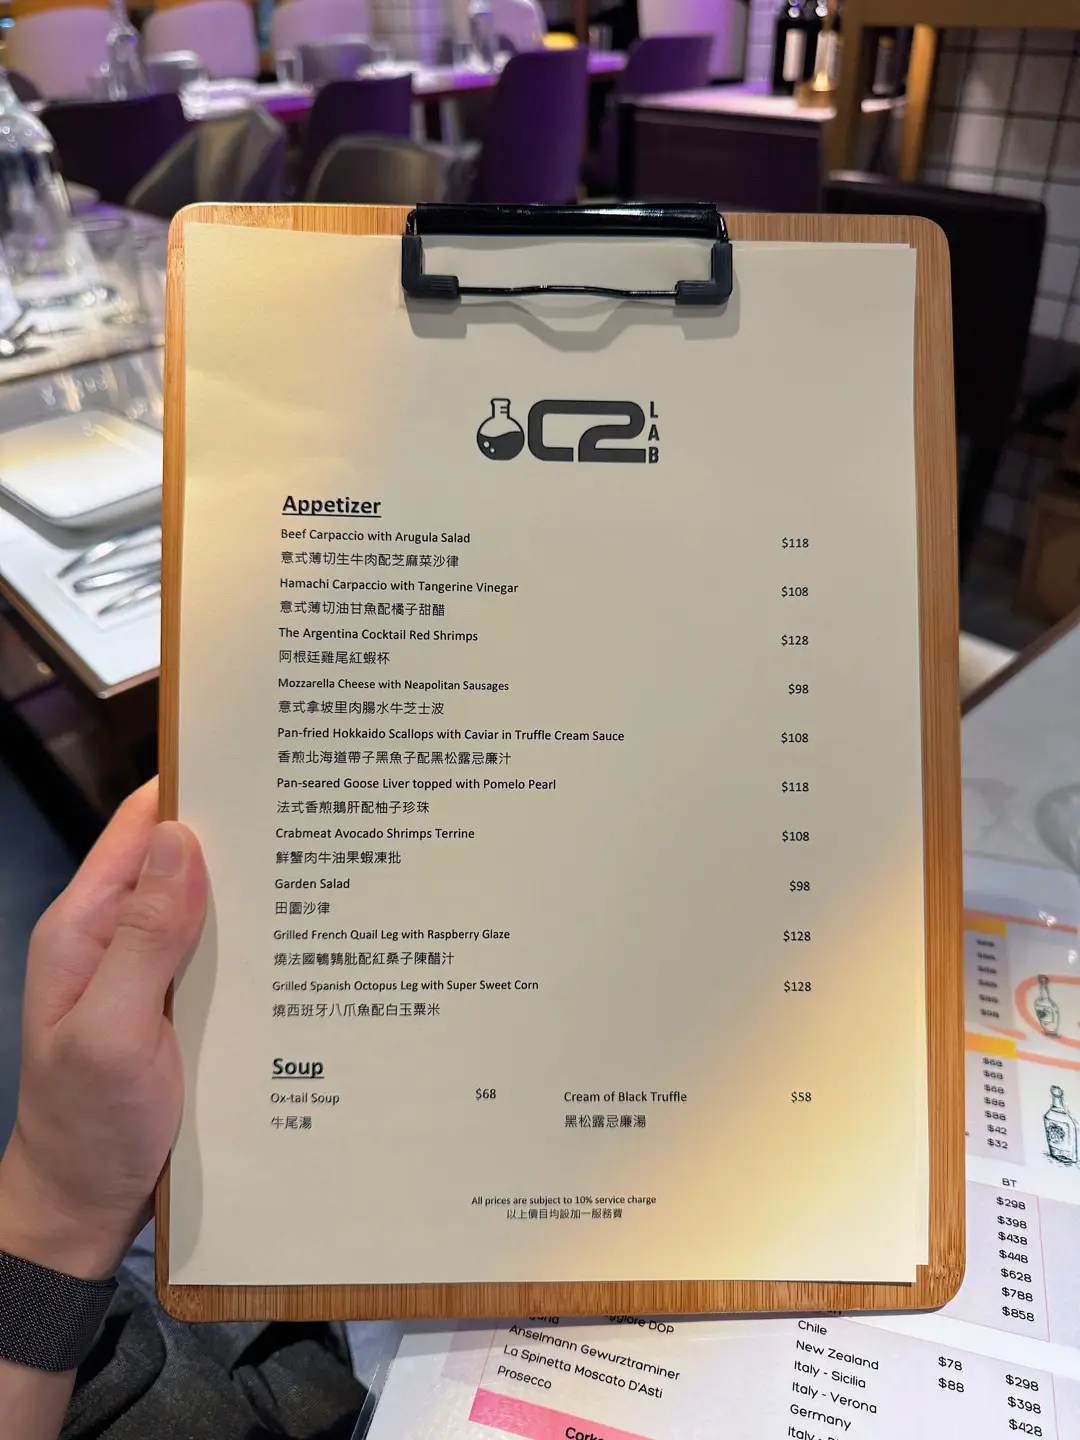 C2
LAB
Appetizer
Beef Carpaccio with Arugula Salad $118
意式薄切生牛肉配芝麻菜沙律
Hamachi Carpaccio with Tangerine Vinegar $108
意式薄切油甘魚配橘子甜醋
The Argentina Cocktail Red Shrimps $128
阿根廷雞尾紅蝦杯
Mozzarella Cheese with Neapolitan Sausages $98
意式拿坡里肉腸水牛芝士波
Pan-fried Hokkaido Scallops with Caviar in Truffle Cream Sauce $108
香煎北海道帶子黑魚子配黑松露忌廉汁
Pan-seared Goose Liver topped with Pomelo Pearl $118
法式香煎鵝肝配柚子珍珠
Crabmeat Avocado Shrimps Terrine $108
鮮蟹肉牛油果蝦凍批
Garden Salad $98
田園沙律
Grilled French Quail Leg with Raspberry Glaze $128
燒法國鵪鶉肶配紅桑子陳醋汁
Grilled Spanish Octopus Leg with Super Sweet Corn $128
燒西班牙八爪魚配白玉粟米
Soup
Ox-tail Soup $68 Cream of Black Truffle $58
牛尾湯 黑松露忌廉湯
All prices are subject to 10% service charge
以上價目均設加一服務費
$68
$68
$68
$88
$88
$42
$32
BT
$298
$398
$438
$448
$628
$788
$858
DOP
Anselmann Gewurztraminer
La Spinetta Moscato D'Asti
Prosecco
Chile
New Zealand $78 $298
Italy - Sicilia $88 $398
Italy - Verona $428
Germany